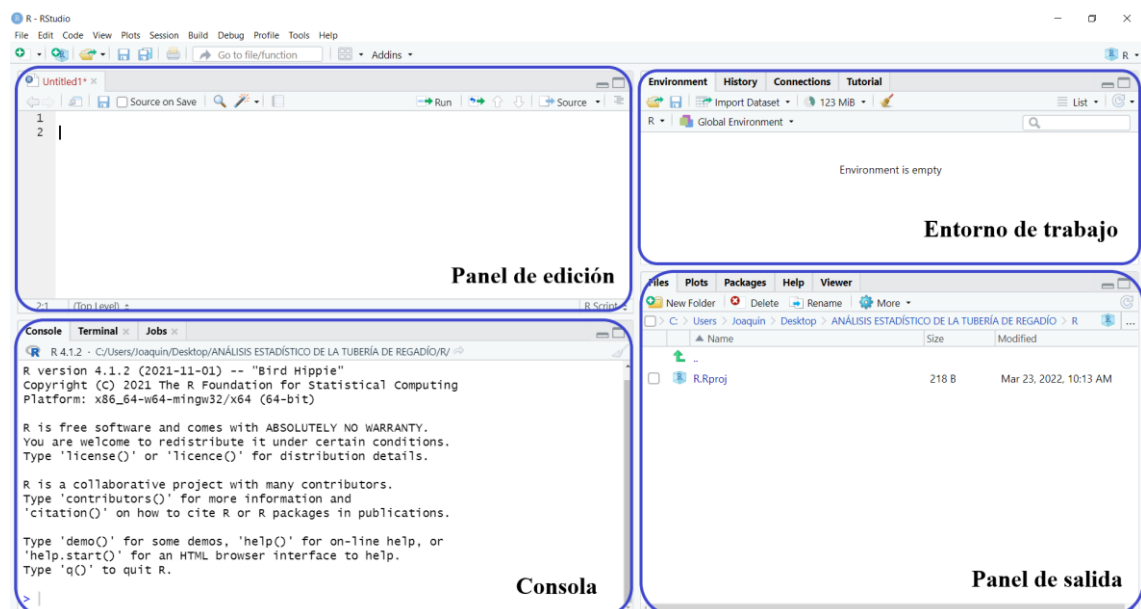 R - RStudio
File Edit Code View Plots Session Build Debug Profile Tools Help
Go to file/function Addins R
Untitled1*
Source on Save Run Source
1
2
Panel de edición
2:1 (Top Level) R Script
Console Terminal Jobs
R 4.1.2 · C:/Users/Joaquin/Desktop/ANÁLISIS ESTADÍSTICO DE LA TUBERÍA DE REGADÍO/R/
R version 4.1.2 (2021-11-01) -- "Bird Hippie"
Copyright (C) 2021 The R Foundation for Statistical Computing
Platform: x86_64-w64-mingw32/x64 (64-bit)
R is free software and comes with ABSOLUTELY NO WARRANTY.
You are welcome to redistribute it under certain conditions.
Type 'license()' or 'licence()' for distribution details.
R is a collaborative project with many contributors.
Type 'contributors()' for more information and
'citation()' on how to cite R or R packages in publications.
Type 'demo()' for some demos, 'help()' for on-line help, or
'help.start()' for an HTML browser interface to help.
Type 'q()' to quit R.
>
Consola
Environment History Connections Tutorial
Import Dataset 123 MiB List
R Global Environment
Environment is empty
Entorno de trabajo
Files Plots Packages Help Viewer
New Folder Delete Rename More
C: > Users > Joaquin > Desktop > ANÁLISIS ESTADÍSTICO DE LA TUBERÍA DE REGADÍO > R ...
Name Size Modified
..
R.Rproj 218 B Mar 23, 2022, 10:13 AM
Panel de salida